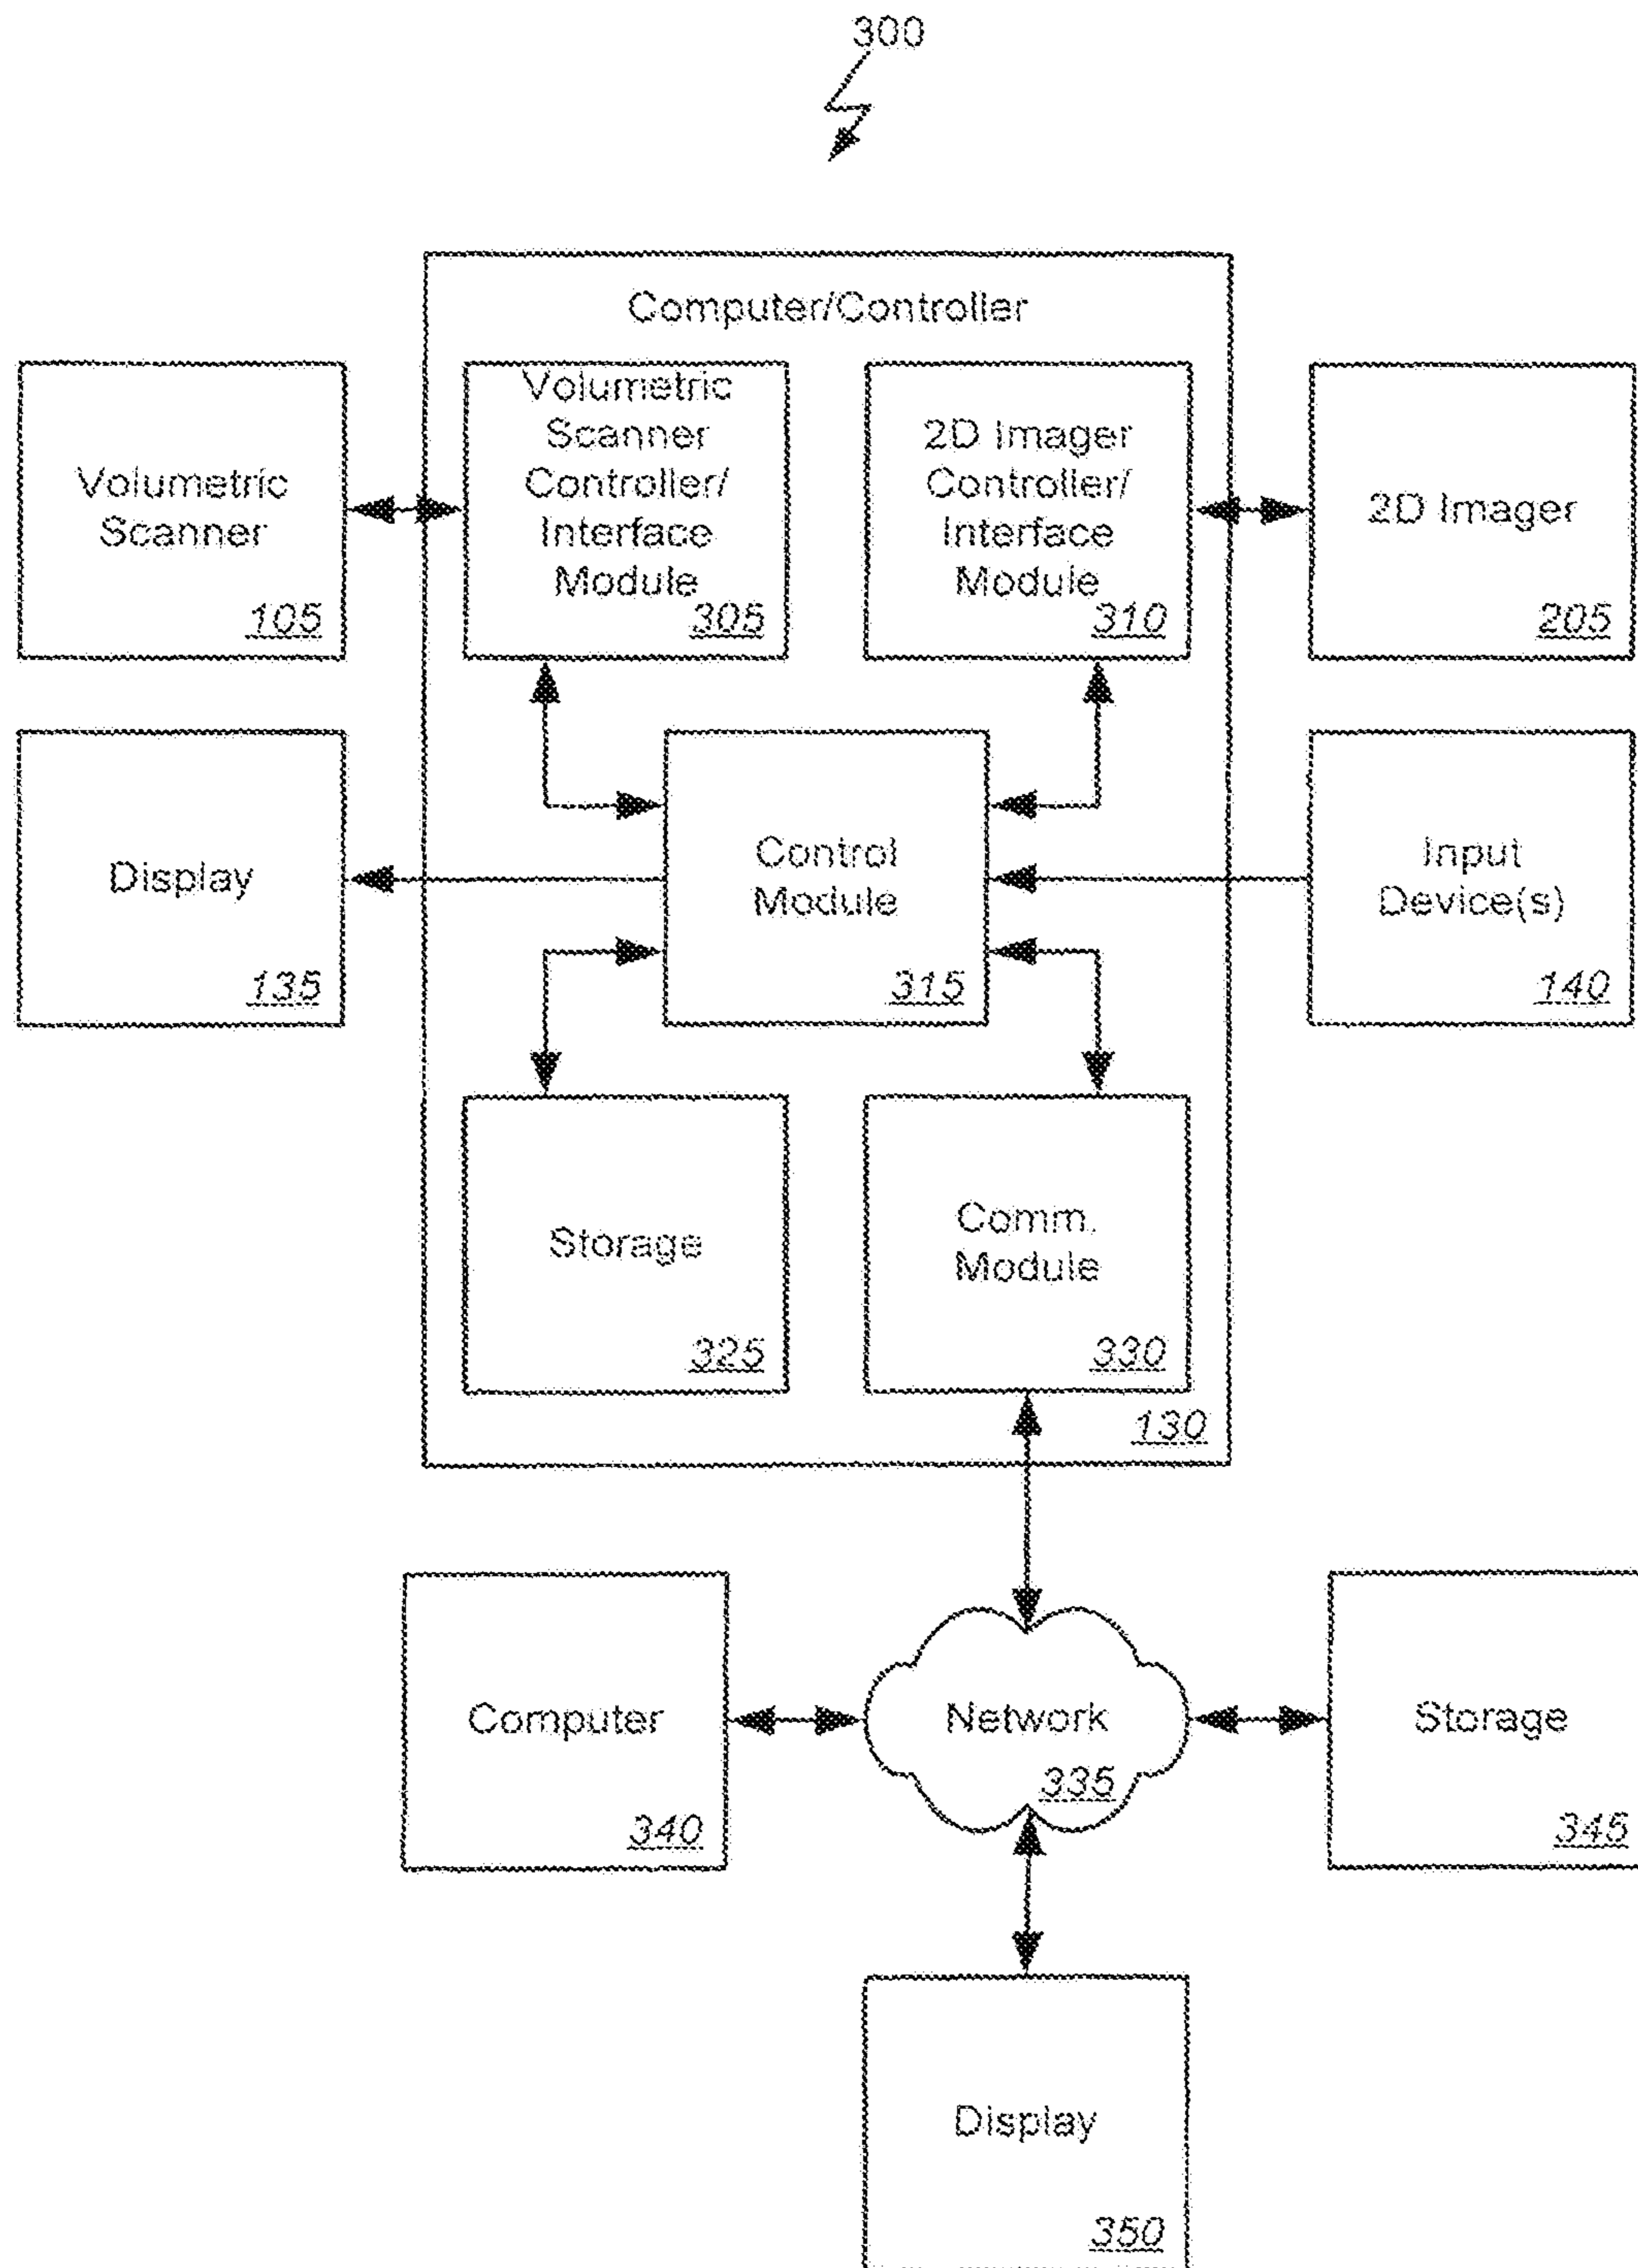 300
Computer/Controller
Volumetric
Scanner
105
Volumetric
Scanner
Controller/
Interface
Module
305
2D Imager
Controller/
Interface
Module
310
2D Imager
205
Display
135
Control
Module
315
Input
Device(s)
140
Storage
325
Comm.
Module
330
130
Computer
340
Network
335
Storage
345
Display
350